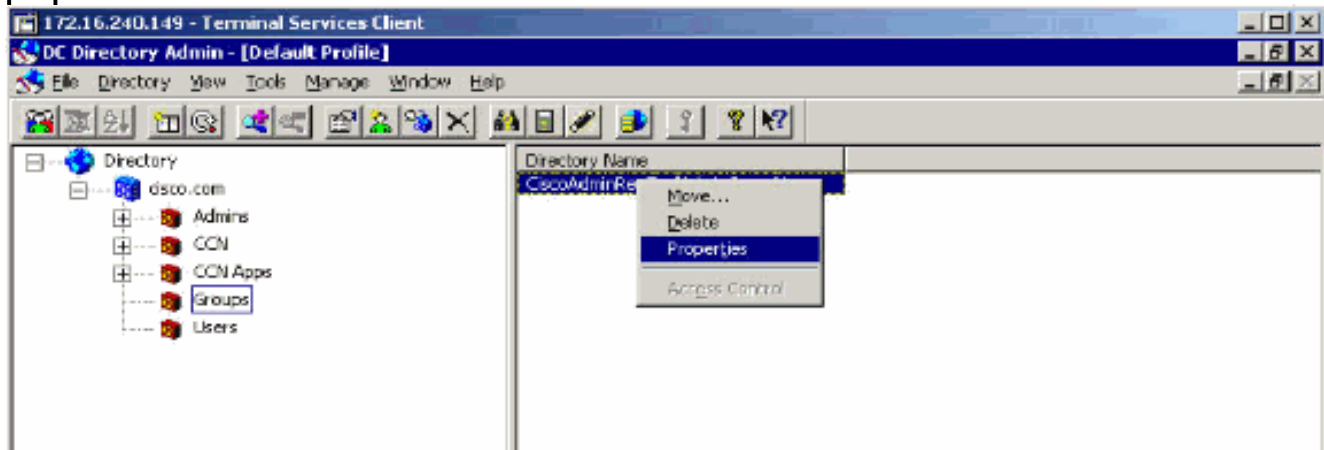 172.16.240.149 - Terminal Services Client
DC Directory Admin - [Default Profile]
File Directory View Tools Manage Window Help
Directory
cisco.com
Admins
CCN
CCN Apps
Groups
Users
Directory Name
Move...
Delete
Properties
Access Control